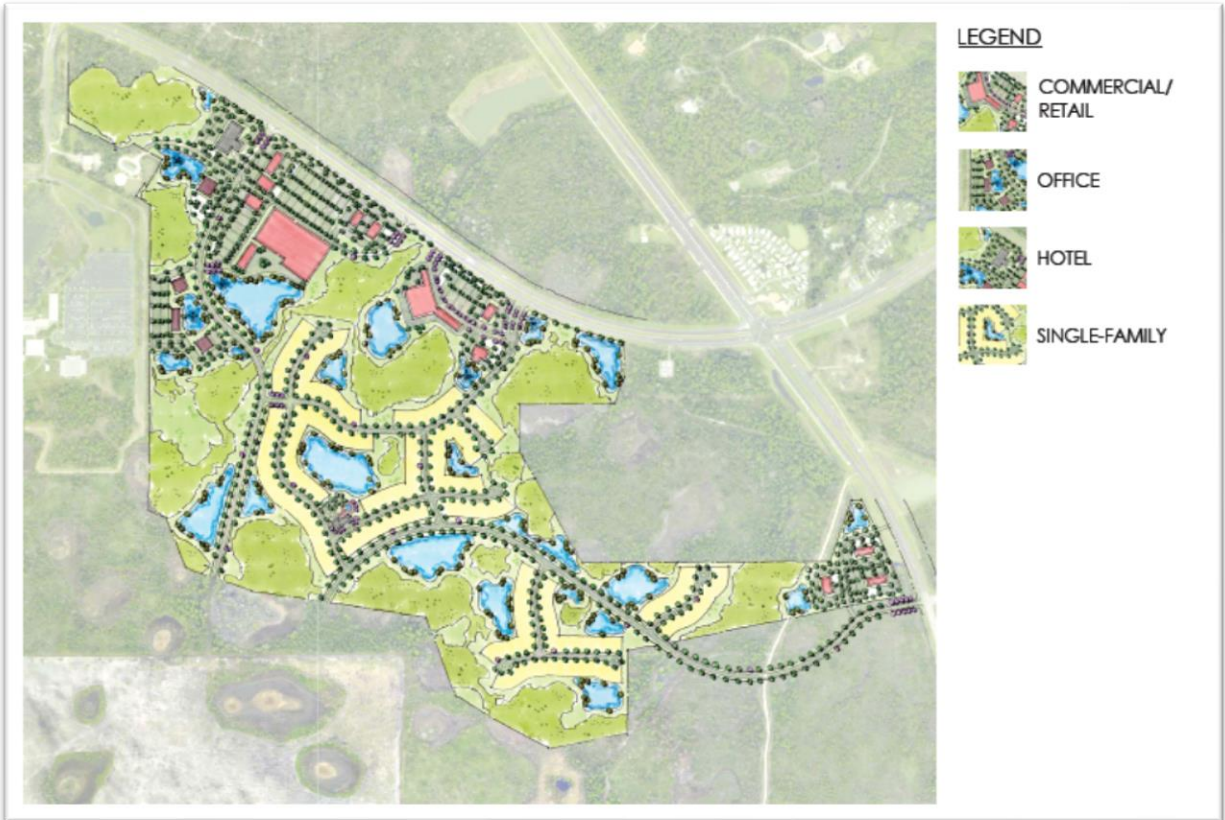 LEGEND
COMMERCIAL/
RETAIL
OFFICE
HOTEL
SINGLE-FAMILY